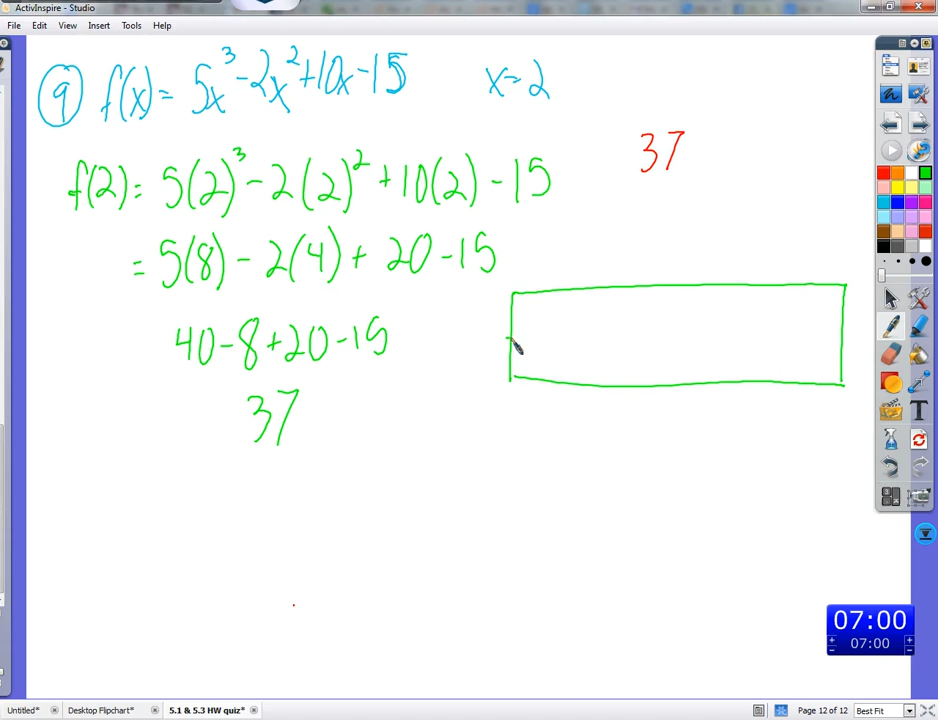 ActivInspire - Studio
File Edit View Insert Tools Help
9 f(x) = 5x³ - 2x² + 10x - 15 x = 2
37
f(2) = 5(2)³ - 2(2)² + 10(2) - 15
= 5(8) - 2(4) + 20 - 15
40 - 8 + 20 - 15
37
07:00
07:00
Untitled* Desktop Flipchart* 5.1 & 5.3 HW quiz* Page 12 of 12 Best Fit